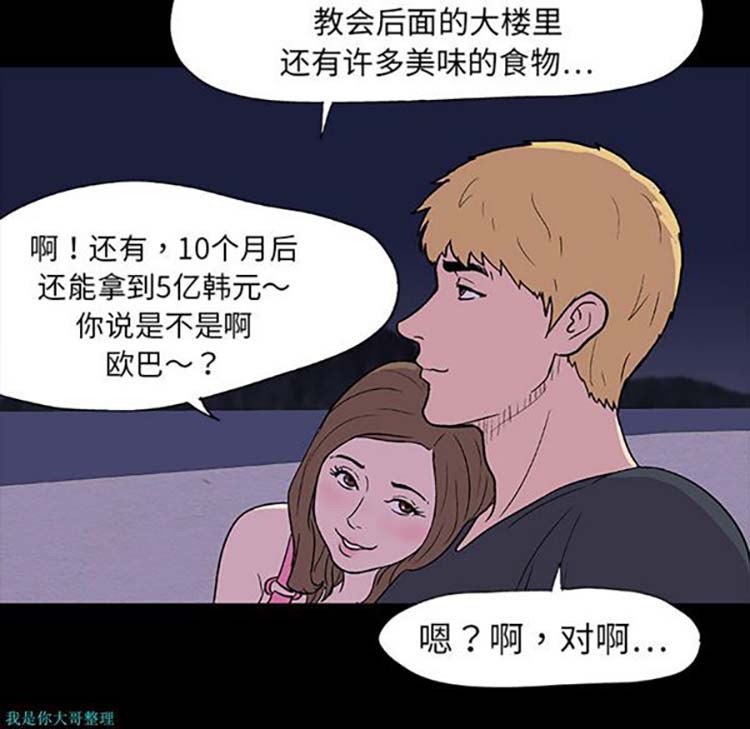 教会后面的大楼里
还有许多美味的食物...
啊！还有，10个月后
还能拿到5亿韩元～
你说是不是啊
欧巴～？
嗯？啊，对啊...
我是你大哥整理